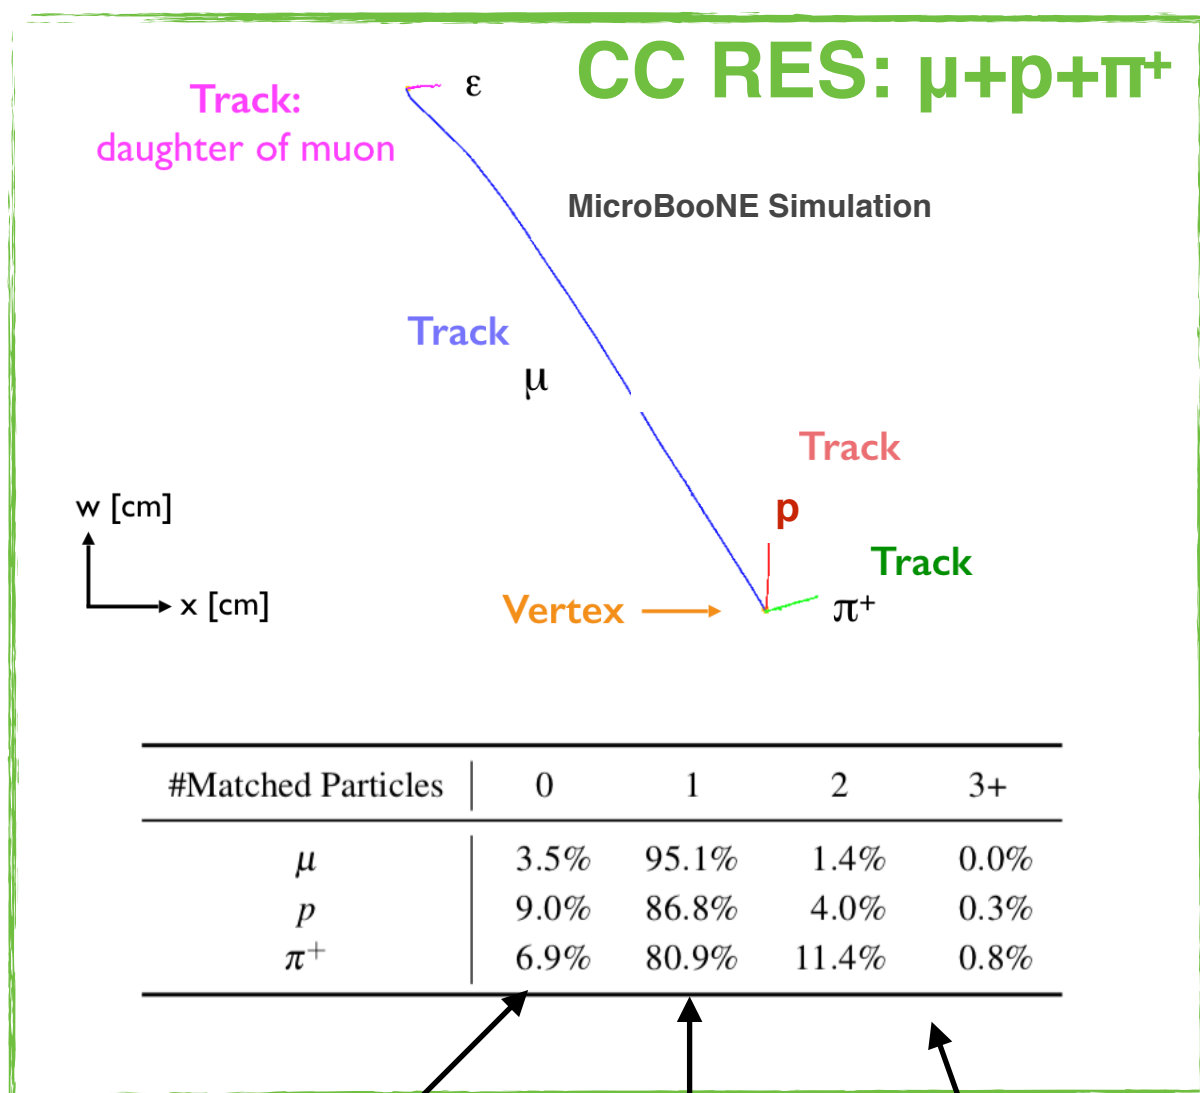 CC RES: μ+p+π+
Track:
daughter of muon
ε
MicroBooNE Simulation
Track
μ
Track
p
Track
π+
w [cm]
x [cm]
Vertex
#Matched Particles 0 1 2 3+
μ 3.5% 95.1% 1.4% 0.0%
p 9.0% 86.8% 4.0% 0.3%
π+ 6.9% 80.9% 11.4% 0.8%